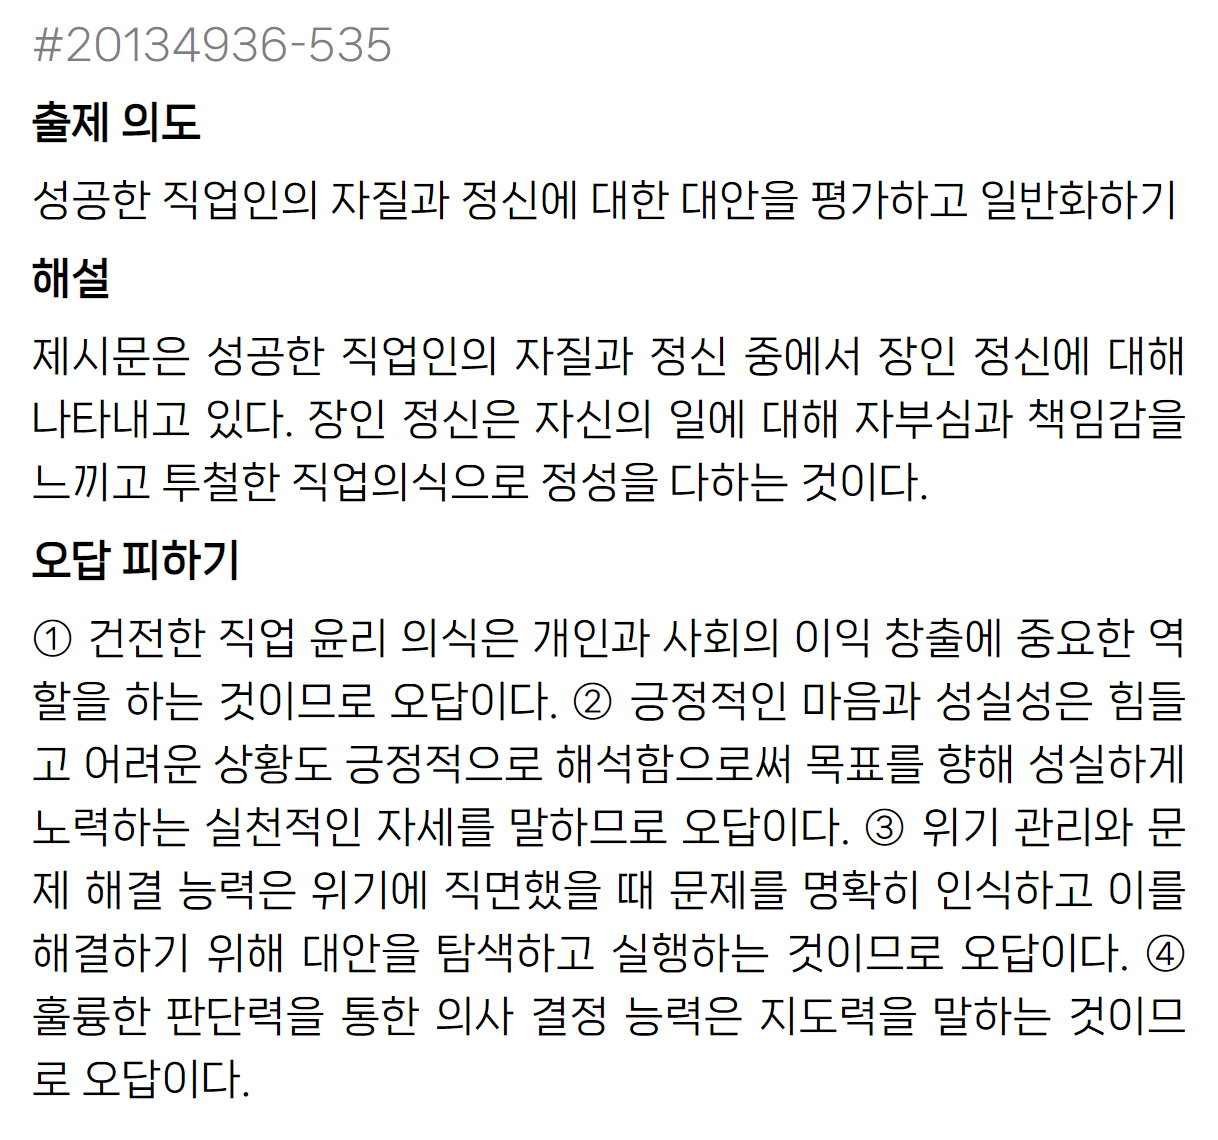 #20134936-535
출제 의도
성공한 직업인의 자질과 정신에 대한 대안을 평가하고 일반화하기
해설
제시문은 성공한 직업인의 자질과 정신 중에서 장인 정신에 대해
나타내고 있다. 장인 정신은 자신의 일에 대해 자부심과 책임감을
느끼고 투철한 직업의식으로 정성을 다하는 것이다.
오답 피하기
① 건전한 직업 윤리 의식은 개인과 사회의 이익 창출에 중요한 역
할을 하는 것이므로 오답이다. ② 긍정적인 마음과 성실성은 힘들
고 어려운 상황도 긍정적으로 해석함으로써 목표를 향해 성실하게
노력하는 실천적인 자세를 말하므로 오답이다. ③ 위기 관리와 문
제 해결 능력은 위기에 직면했을 때 문제를 명확히 인식하고 이를
해결하기 위해 대안을 탐색하고 실행하는 것이므로 오답이다. ④
훌륭한 판단력을 통한 의사 결정 능력은 지도력을 말하는 것이므
로 오답이다.